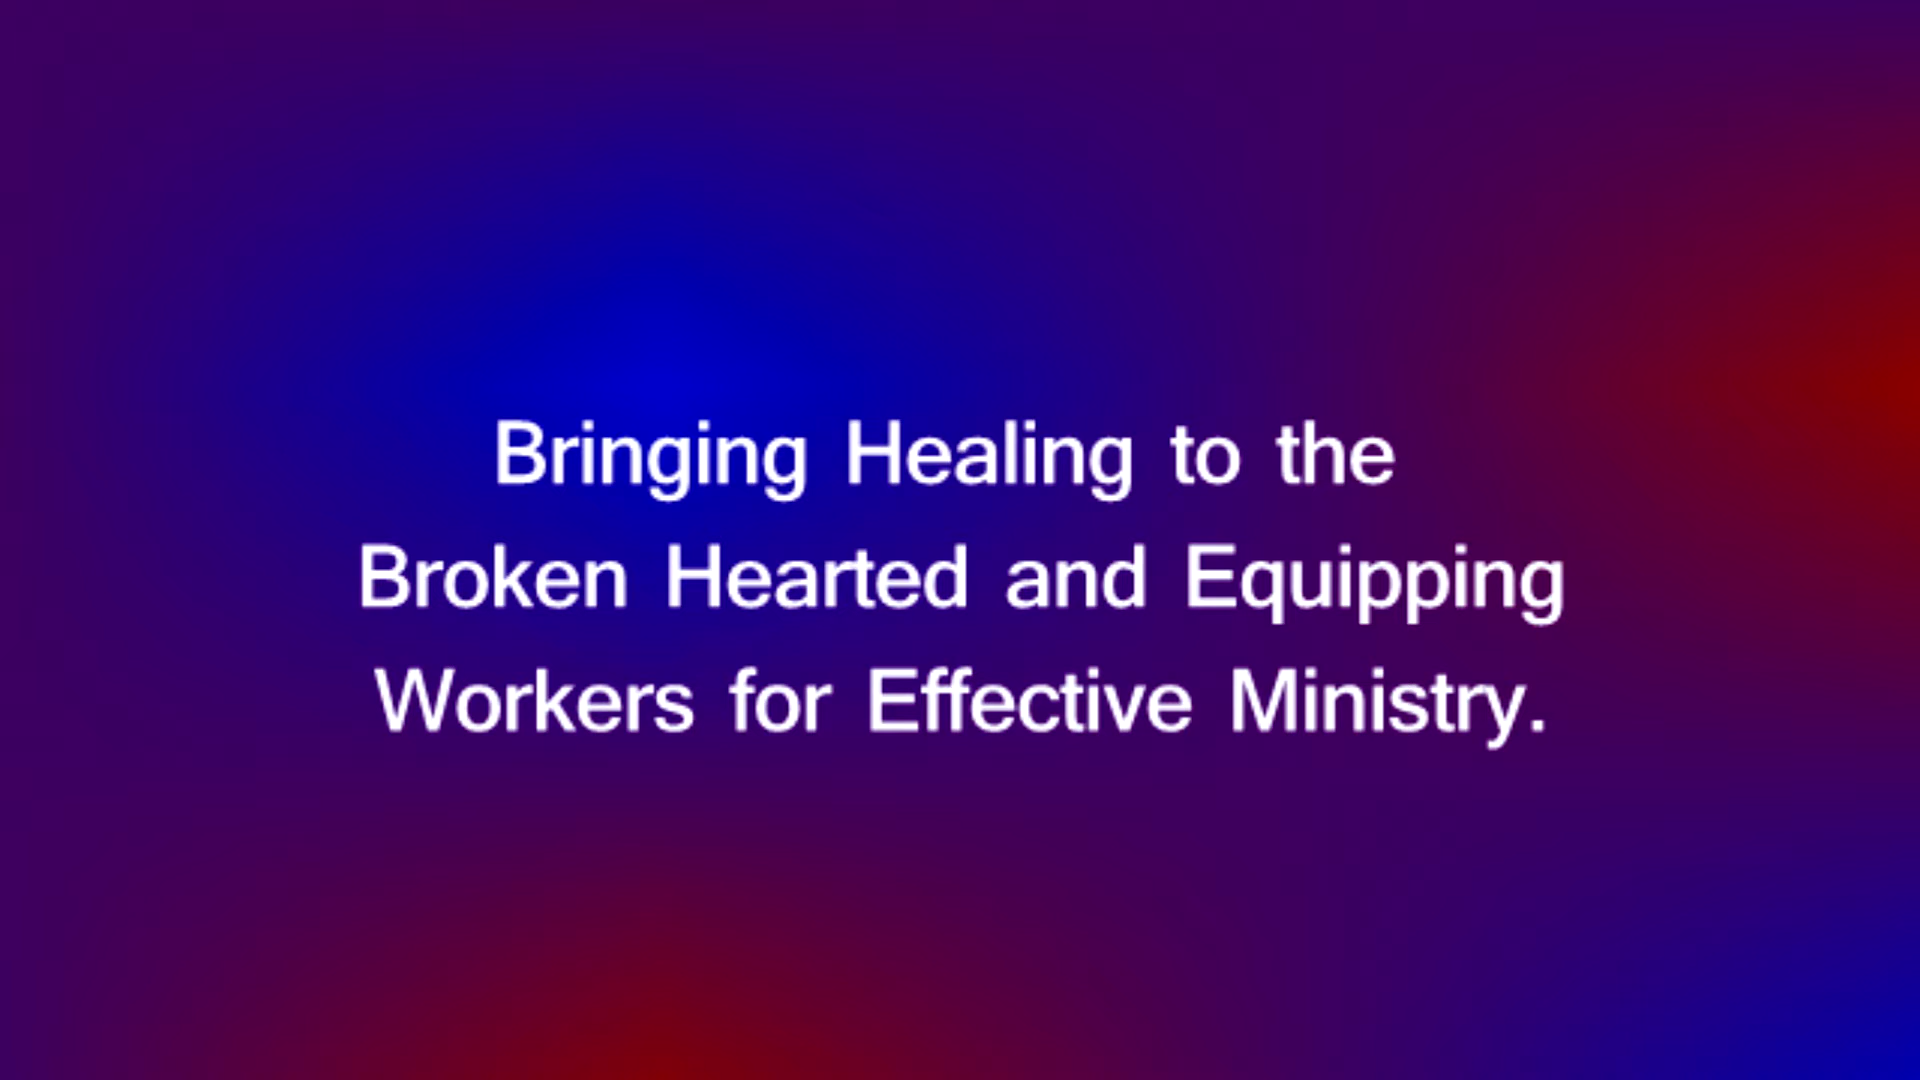 Bringing Healing to the
Broken Hearted and Equipping
Workers for Effective Ministry.